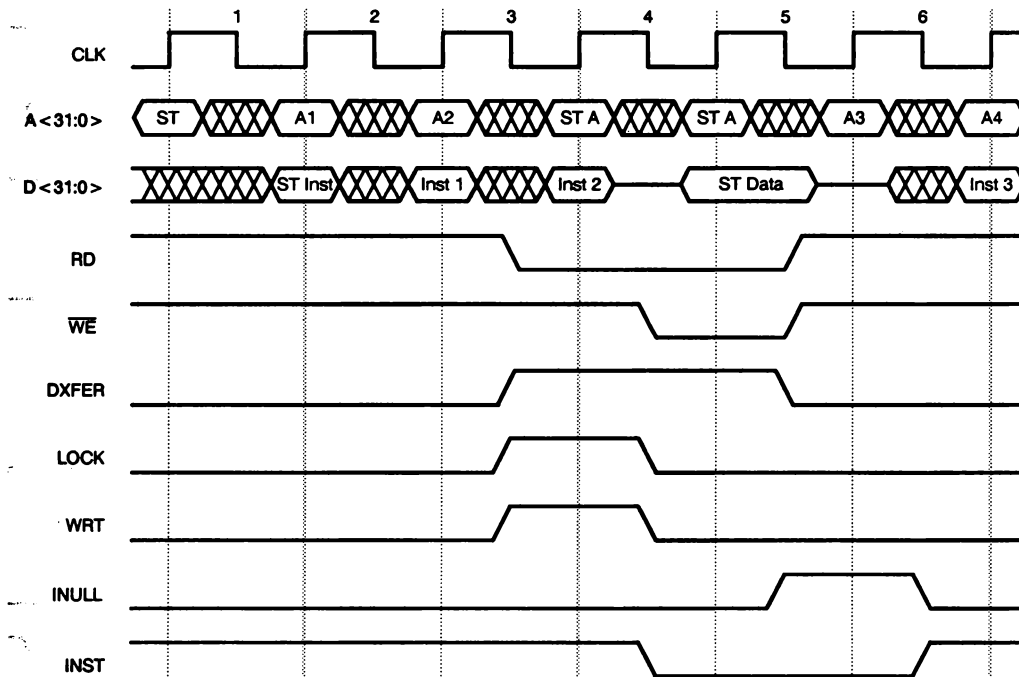 1 2 3 4 5 6
CLK
A<31:0> ST A1 A2 ST A ST A A3 A4
D<31:0> ST Inst Inst 1 Inst 2 ST Data Inst 3
RD
WE
DXFER
LOCK
WRT
INULL
INST